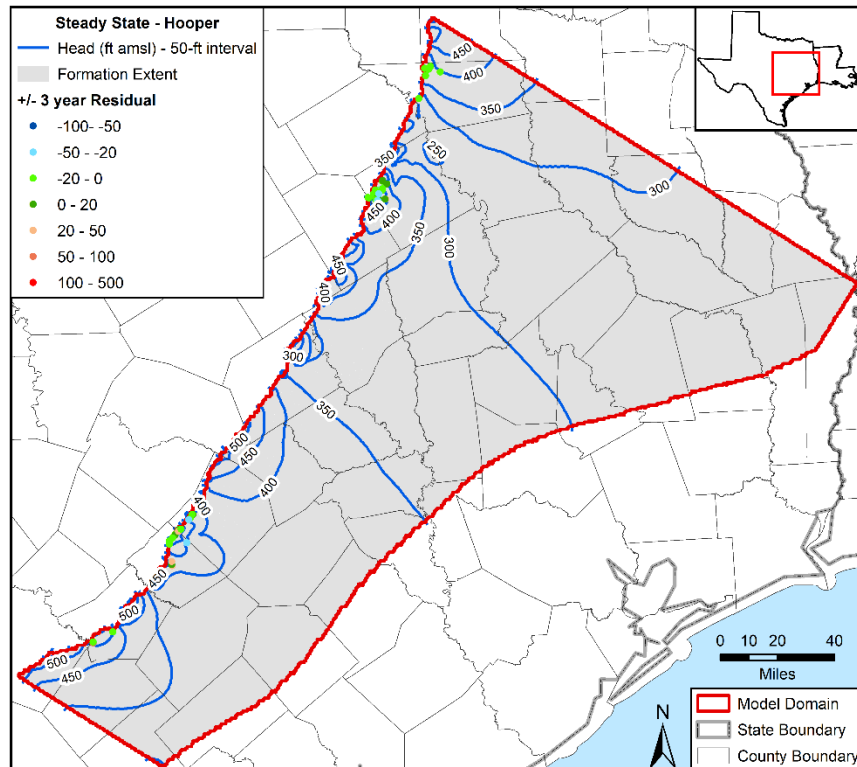 Steady State - Hooper
Head (ft amsl) - 50-ft interval
Formation Extent
+/- 3 year Residual
-100- -50
-50 - -20
-20 - 0
0 - 20
20 - 50
50 - 100
100 - 500
450
400
350
300
350
250
450
400
350
300
450
400
300
350
500
450
400
400
450
500
500
450
0 10 20 40
Miles
N
Model Domain
State Boundary
County Boundary